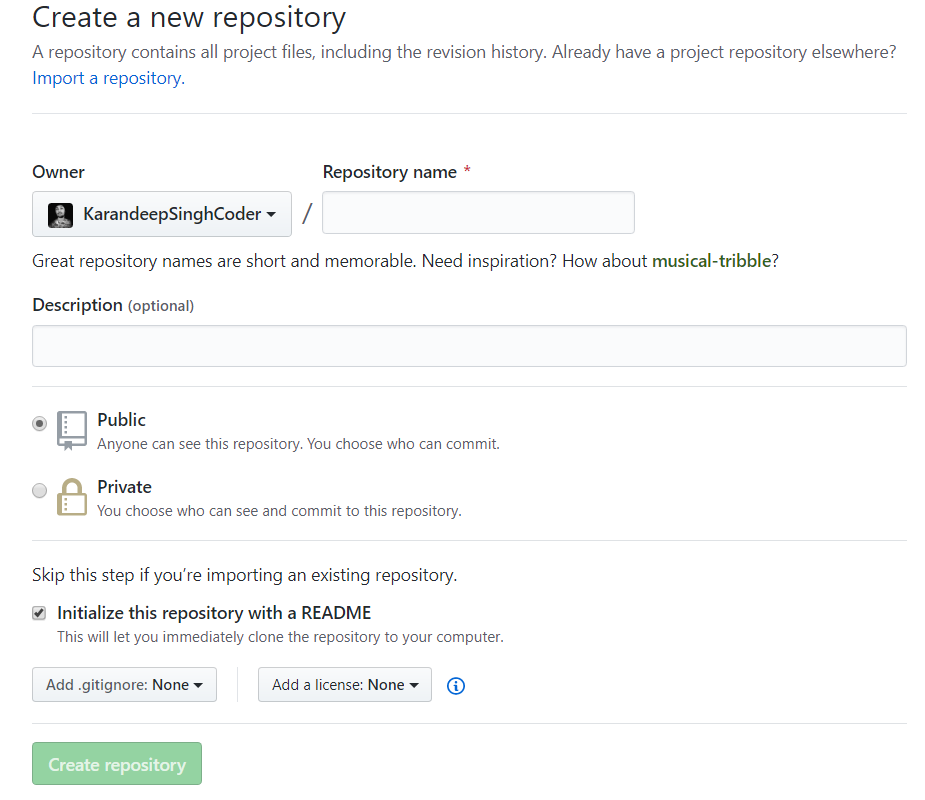 Create a new repository
A repository contains all project files, including the revision history. Already have a project repository elsewhere?
Import a repository.
Owner
Repository name *
KarandeepSinghCoder
/
Great repository names are short and memorable. Need inspiration? How about musical-tribble?
Description (optional)
Public
Anyone can see this repository. You choose who can commit.
Private
You choose who can see and commit to this repository.
Skip this step if you’re importing an existing repository.
Initialize this repository with a README
This will let you immediately clone the repository to your computer.
Add .gitignore: None
Add a license: None
Create repository